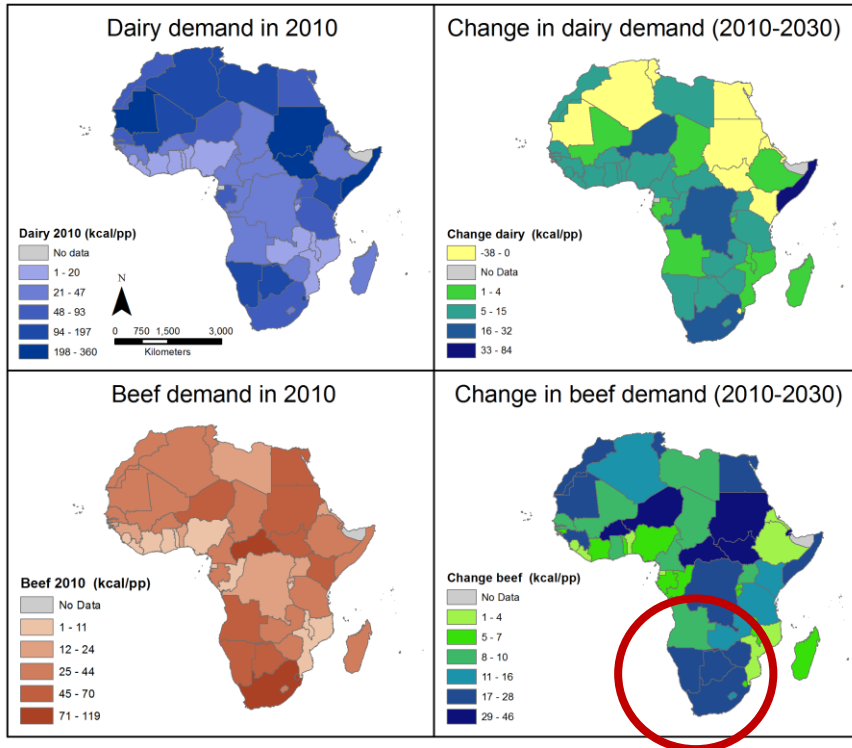 Dairy demand in 2010
Dairy 2010 (kcal/pp)
No data
1 - 20
21 - 47
48 - 93
94 - 197
198 - 360
N
0 750 1,500 3,000
Kilometers
Change in dairy demand (2010-2030)
Change dairy (kcal/pp)
-38 - 0
No Data
1 - 4
5 - 15
16 - 32
33 - 84
Beef demand in 2010
Beef 2010 (kcal/pp)
No Data
1 - 11
12 - 24
25 - 44
45 - 70
71 - 119
Change in beef demand (2010-2030)
Change beef (kcal/pp)
No Data
1 - 4
5 - 7
8 - 10
11 - 16
17 - 28
29 - 46